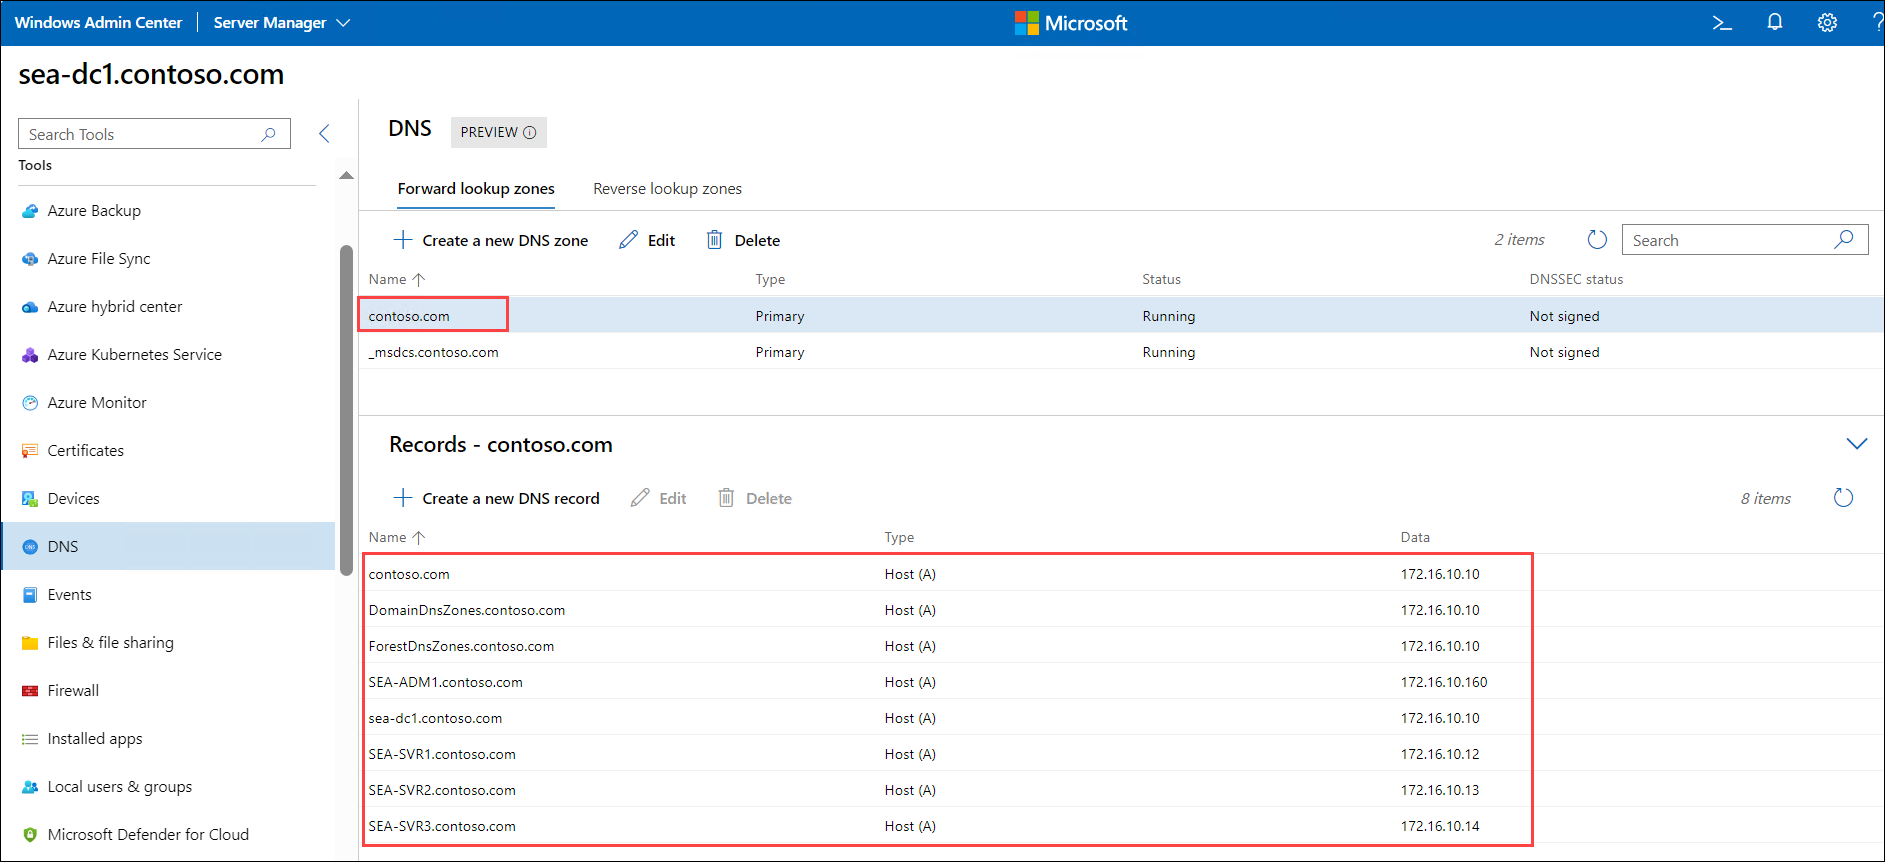 Windows Admin Center Server Manager Microsoft ?
sea-dc1.contoso.com
Search Tools
Tools
Azure Backup
Azure File Sync
Azure hybrid center
Azure Kubernetes Service
Azure Monitor
Certificates
Devices
DNS
Events
Files & file sharing
Firewall
Installed apps
Local users & groups
Microsoft Defender for Cloud
DNS PREVIEW
Forward lookup zones Reverse lookup zones
Create a new DNS zone Edit Delete 2 items Search
Name Type Status DNSSEC status
contoso.com Primary Running Not signed
_msdcs.contoso.com Primary Running Not signed
Records - contoso.com
Create a new DNS record Edit Delete 8 items
Name Type Data
contoso.com Host (A) 172.16.10.10
DomainDnsZones.contoso.com Host (A) 172.16.10.10
ForestDnsZones.contoso.com Host (A) 172.16.10.10
SEA-ADM1.contoso.com Host (A) 172.16.10.160
sea-dc1.contoso.com Host (A) 172.16.10.10
SEA-SVR1.contoso.com Host (A) 172.16.10.12
SEA-SVR2.contoso.com Host (A) 172.16.10.13
SEA-SVR3.contoso.com Host (A) 172.16.10.14